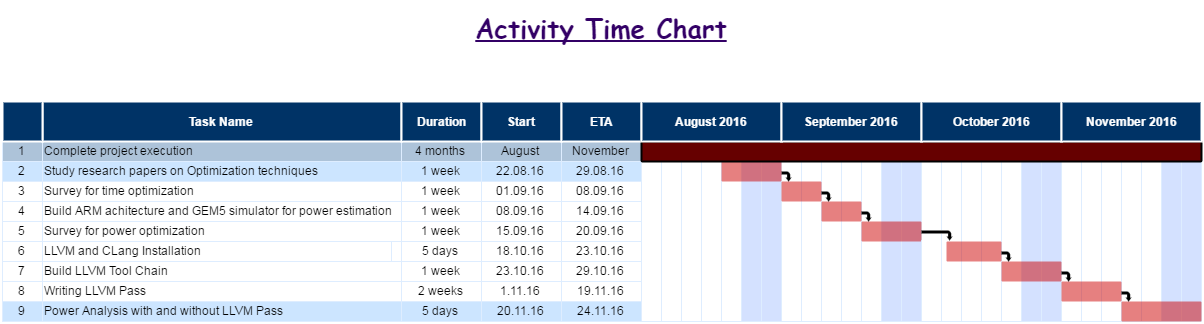 Activity Time Chart
Task Name Duration Start ETA August 2016 September 2016 October 2016 November 2016
1 Complete project execution 4 months August November
2 Study research papers on Optimization techniques 1 week 22.08.16 29.08.16
3 Survey for time optimization 1 week 01.09.16 08.09.16
4 Build ARM achitecture and GEM5 simulator for power estimation 1 week 08.09.16 14.09.16
5 Survey for power optimization 1 week 15.09.16 20.09.16
6 LLVM and CLang Installation 5 days 18.10.16 23.10.16
7 Build LLVM Tool Chain 1 week 23.10.16 29.10.16
8 Writing LLVM Pass 2 weeks 1.11.16 19.11.16
9 Power Analysis with and without LLVM Pass 5 days 20.11.16 24.11.16